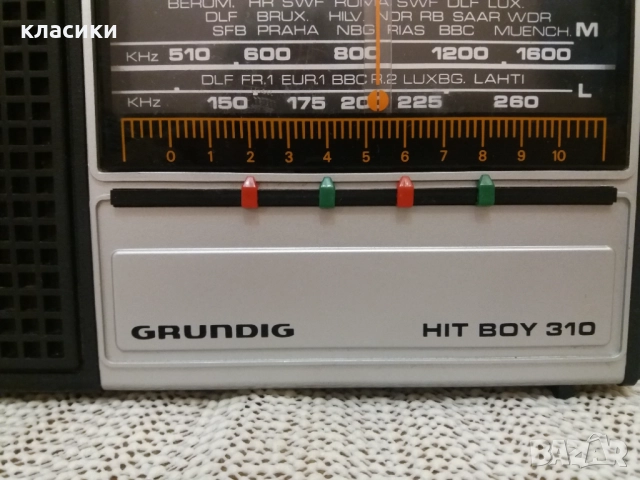 класики
BEROM. HR SWF ROMA SWF DLF LUX.
DLF BRUX. HILV NDR RB SAAR WDR
SFB PRAHA NBG RIAS BBC MUENCH. M
KHz 510 600 800 1200 1600
DLF FR.1 EUR.1 BBC R.2 LUXBG. LAHTI
L
KHz 150 175 200 225 260
0 1 2 3 4 5 6 7 8 9 10
GRUNDIG HIT BOY 310
BAZAR